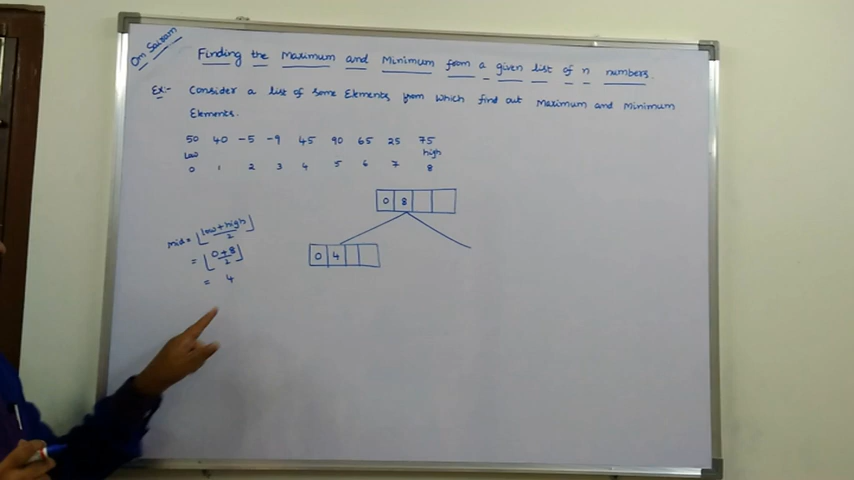 Om Sairam
Finding the Maximum and Minimum from a given list of n numbers.
Ex:- Consider a list of some Elements from which find out Maximum and Minimum
Elements.
50 40 -5 -9 45 90 65 25 75
Low high
0 1 2 3 4 5 6 7 8
0 8
mid = ⌊low+high/2⌋
= ⌊0+8/2⌋
= 4
0 4